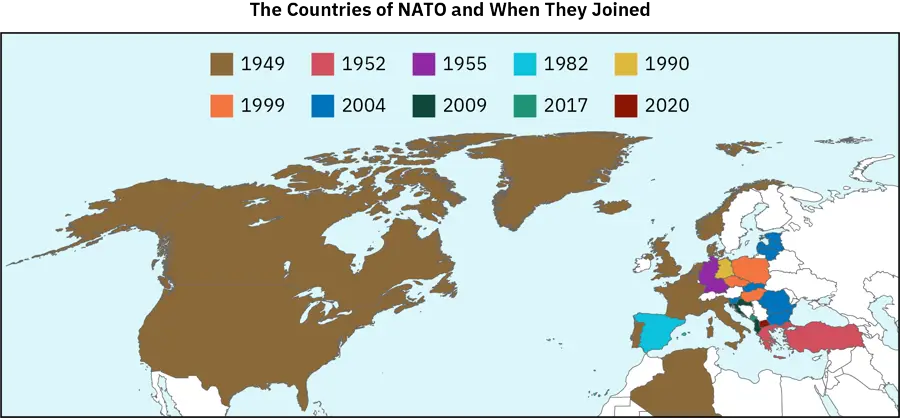 The Countries of NATO and When They Joined
1949 1952 1955 1982 1990
1999 2004 2009 2017 2020